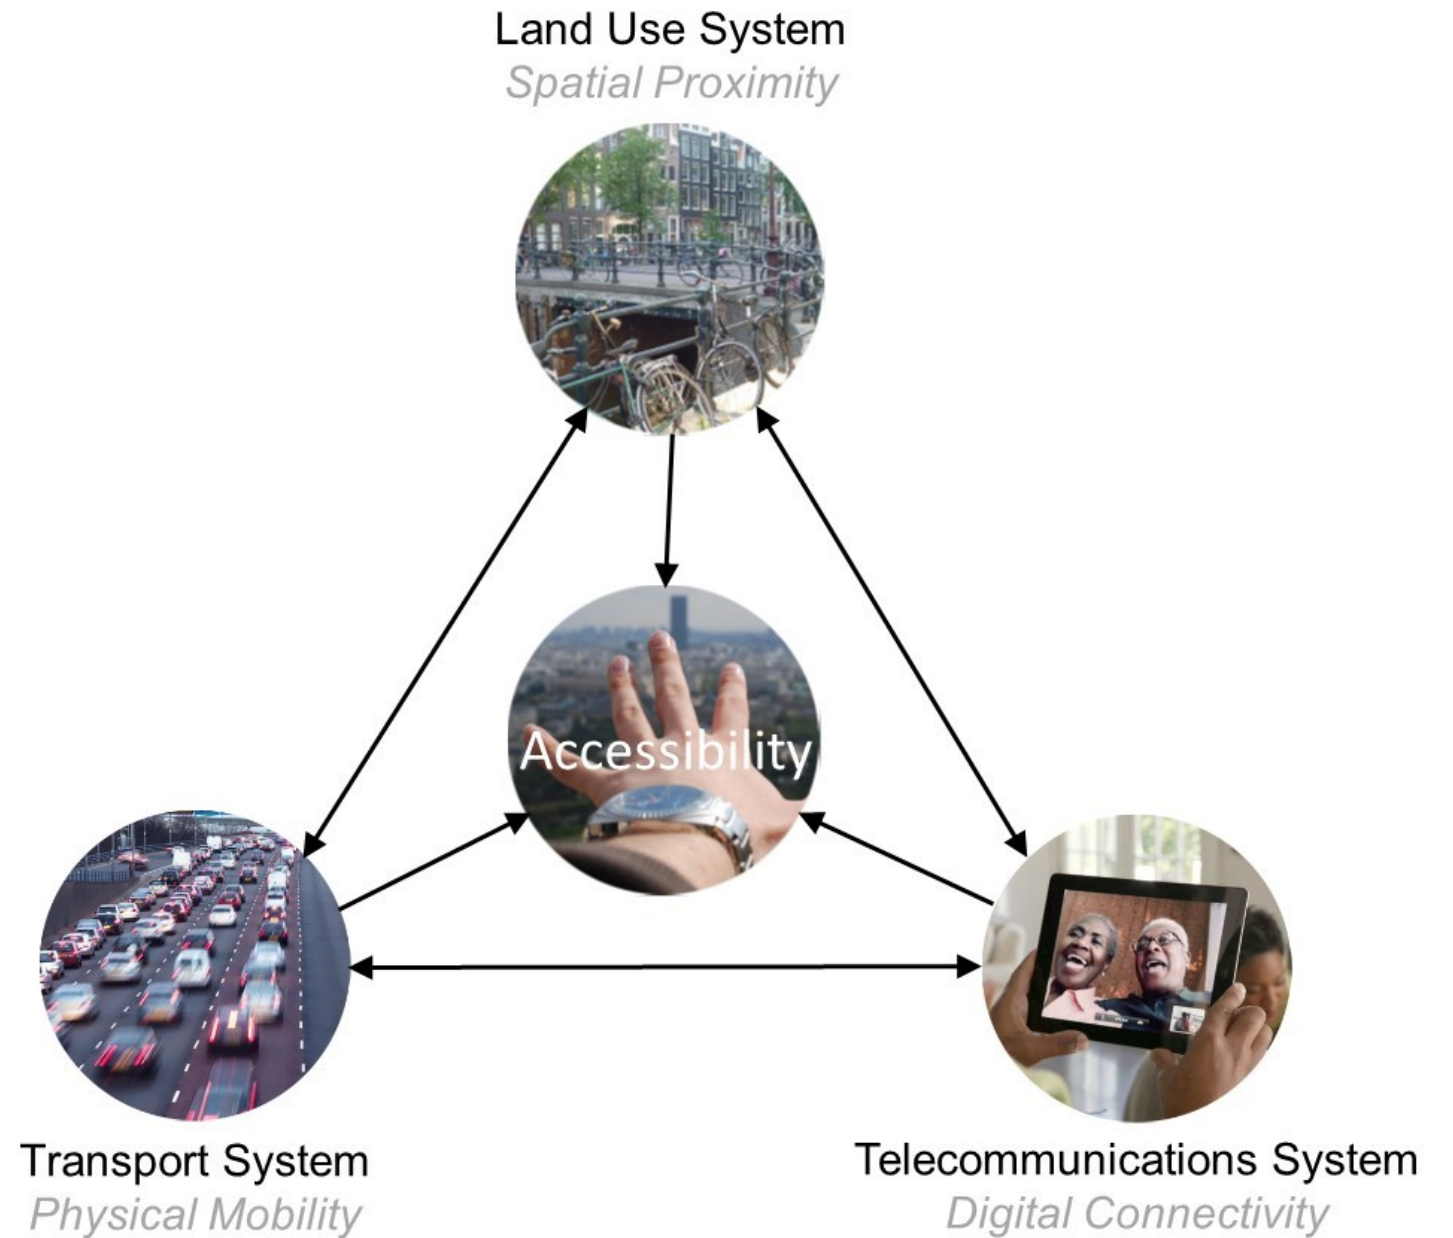 Land Use System
Spatial Proximity
Accessibility
Transport System
Physical Mobility
Telecommunications System
Digital Connectivity